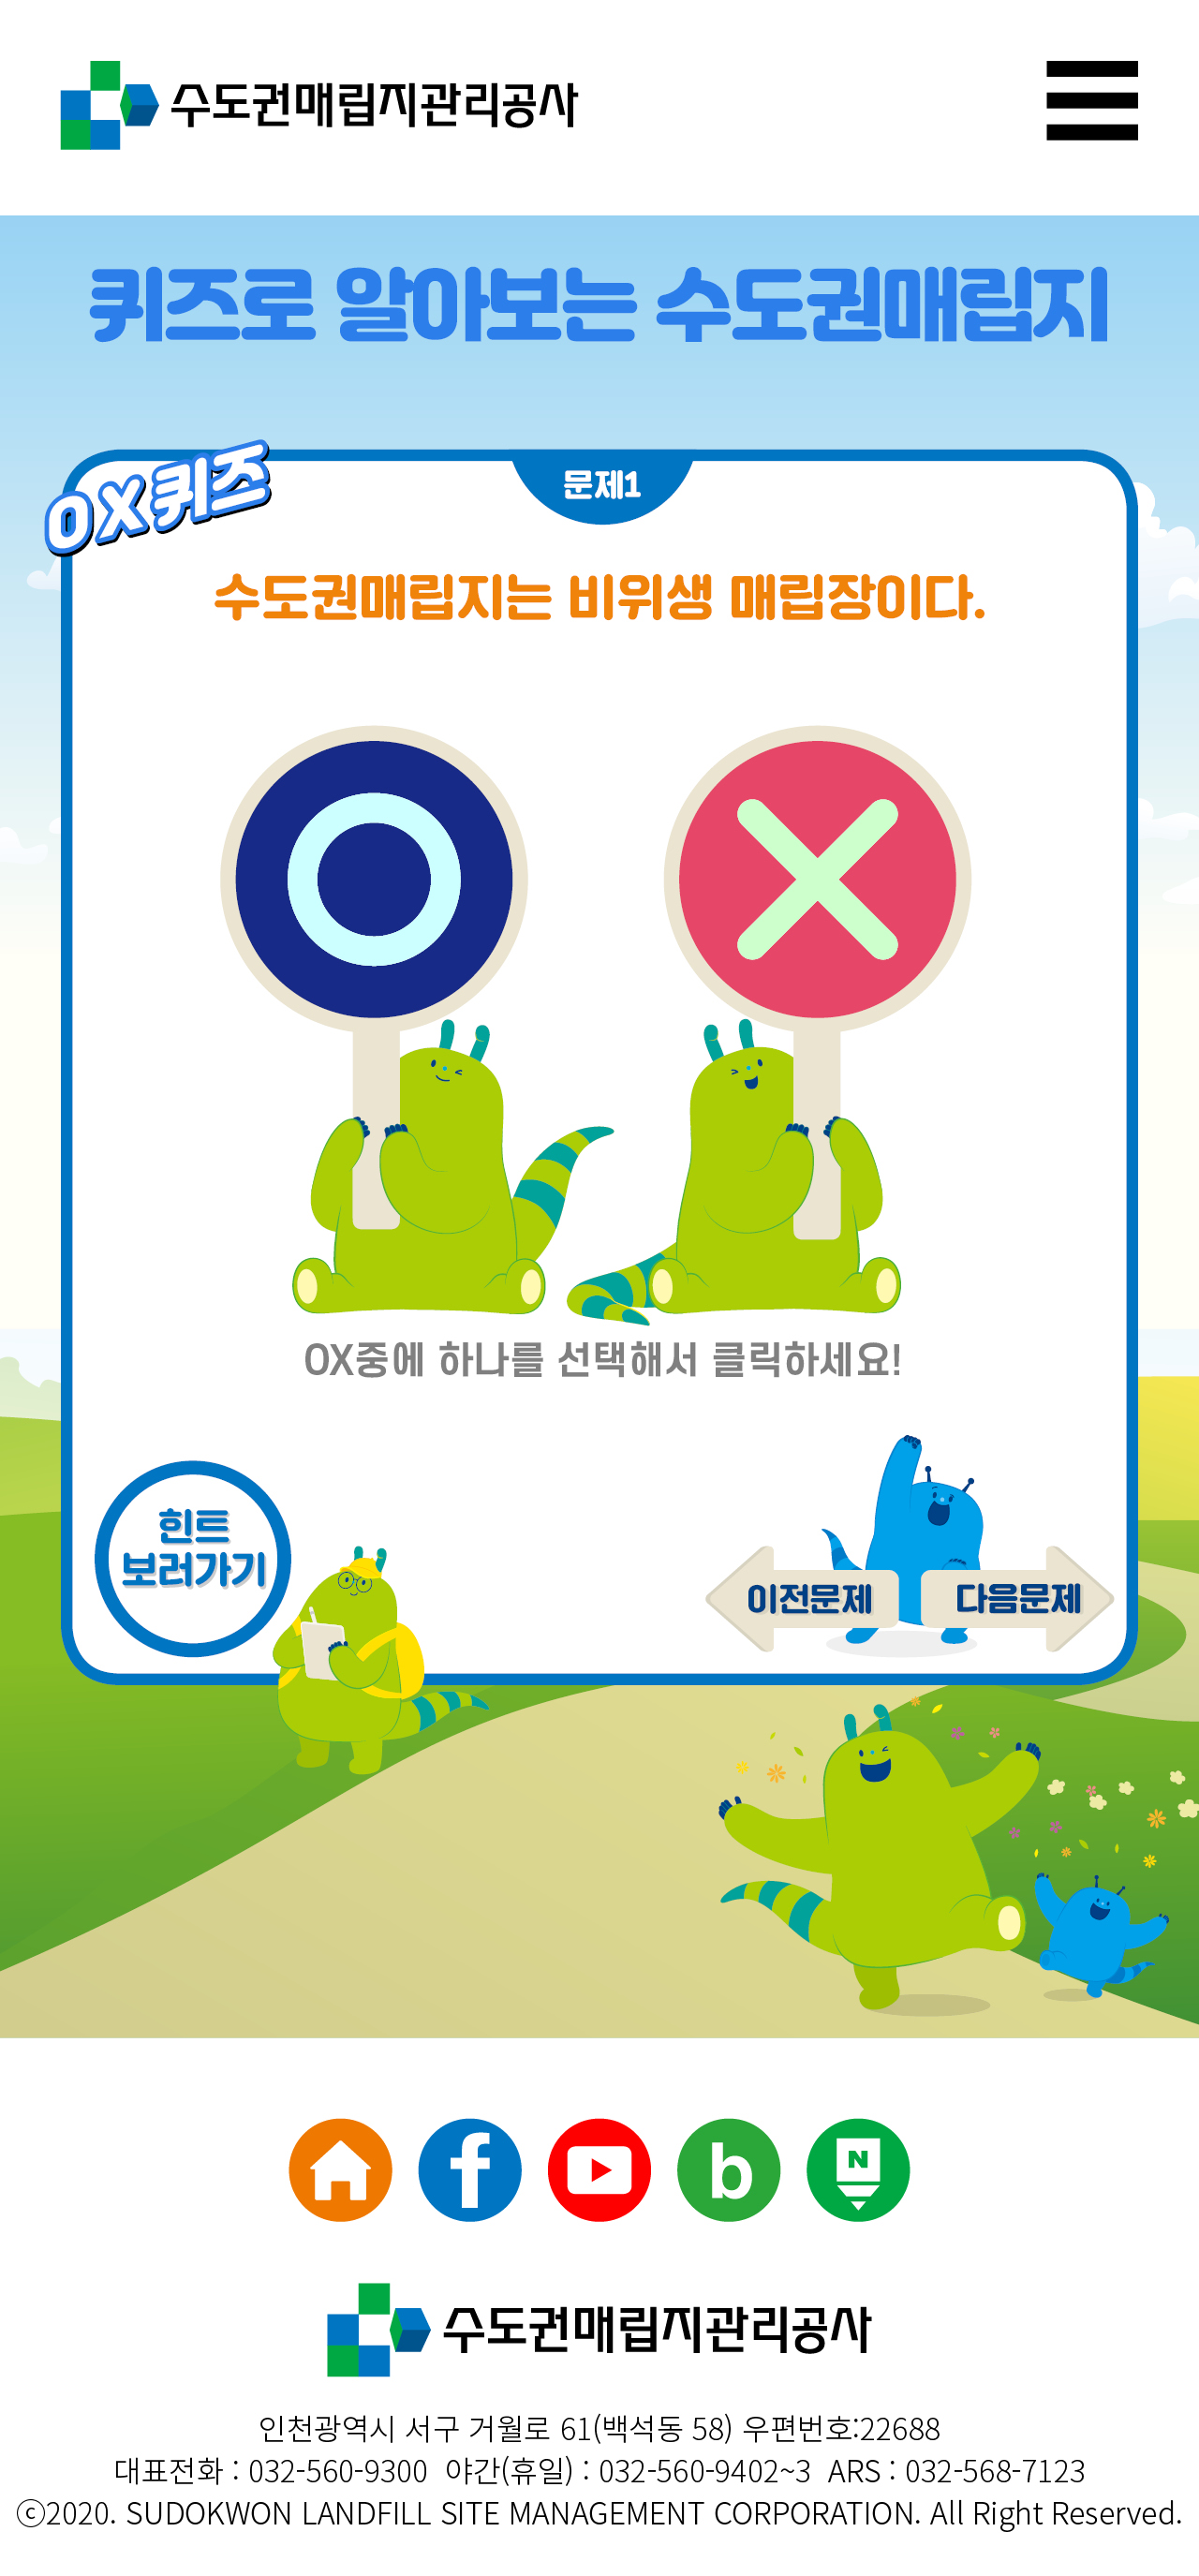 수도권매립지관리공사
퀴즈로 알아보는 수도권매립지
OX퀴즈
문제1
수도권매립지는 비위생 매립장이다.
OX중에 하나를 선택해서 클릭하세요!
힌트
보러가기
이전문제
다음문제
수도권매립지관리공사
인천광역시 서구 거월로 61(백석동 58) 우편번호:22688
대표전화 : 032-560-9300 야간(휴일) : 032-560-9402~3 ARS : 032-568-7123
ⓒ2020. SUDOKWON LANDFILL SITE MANAGEMENT CORPORATION. All Right Reserved.